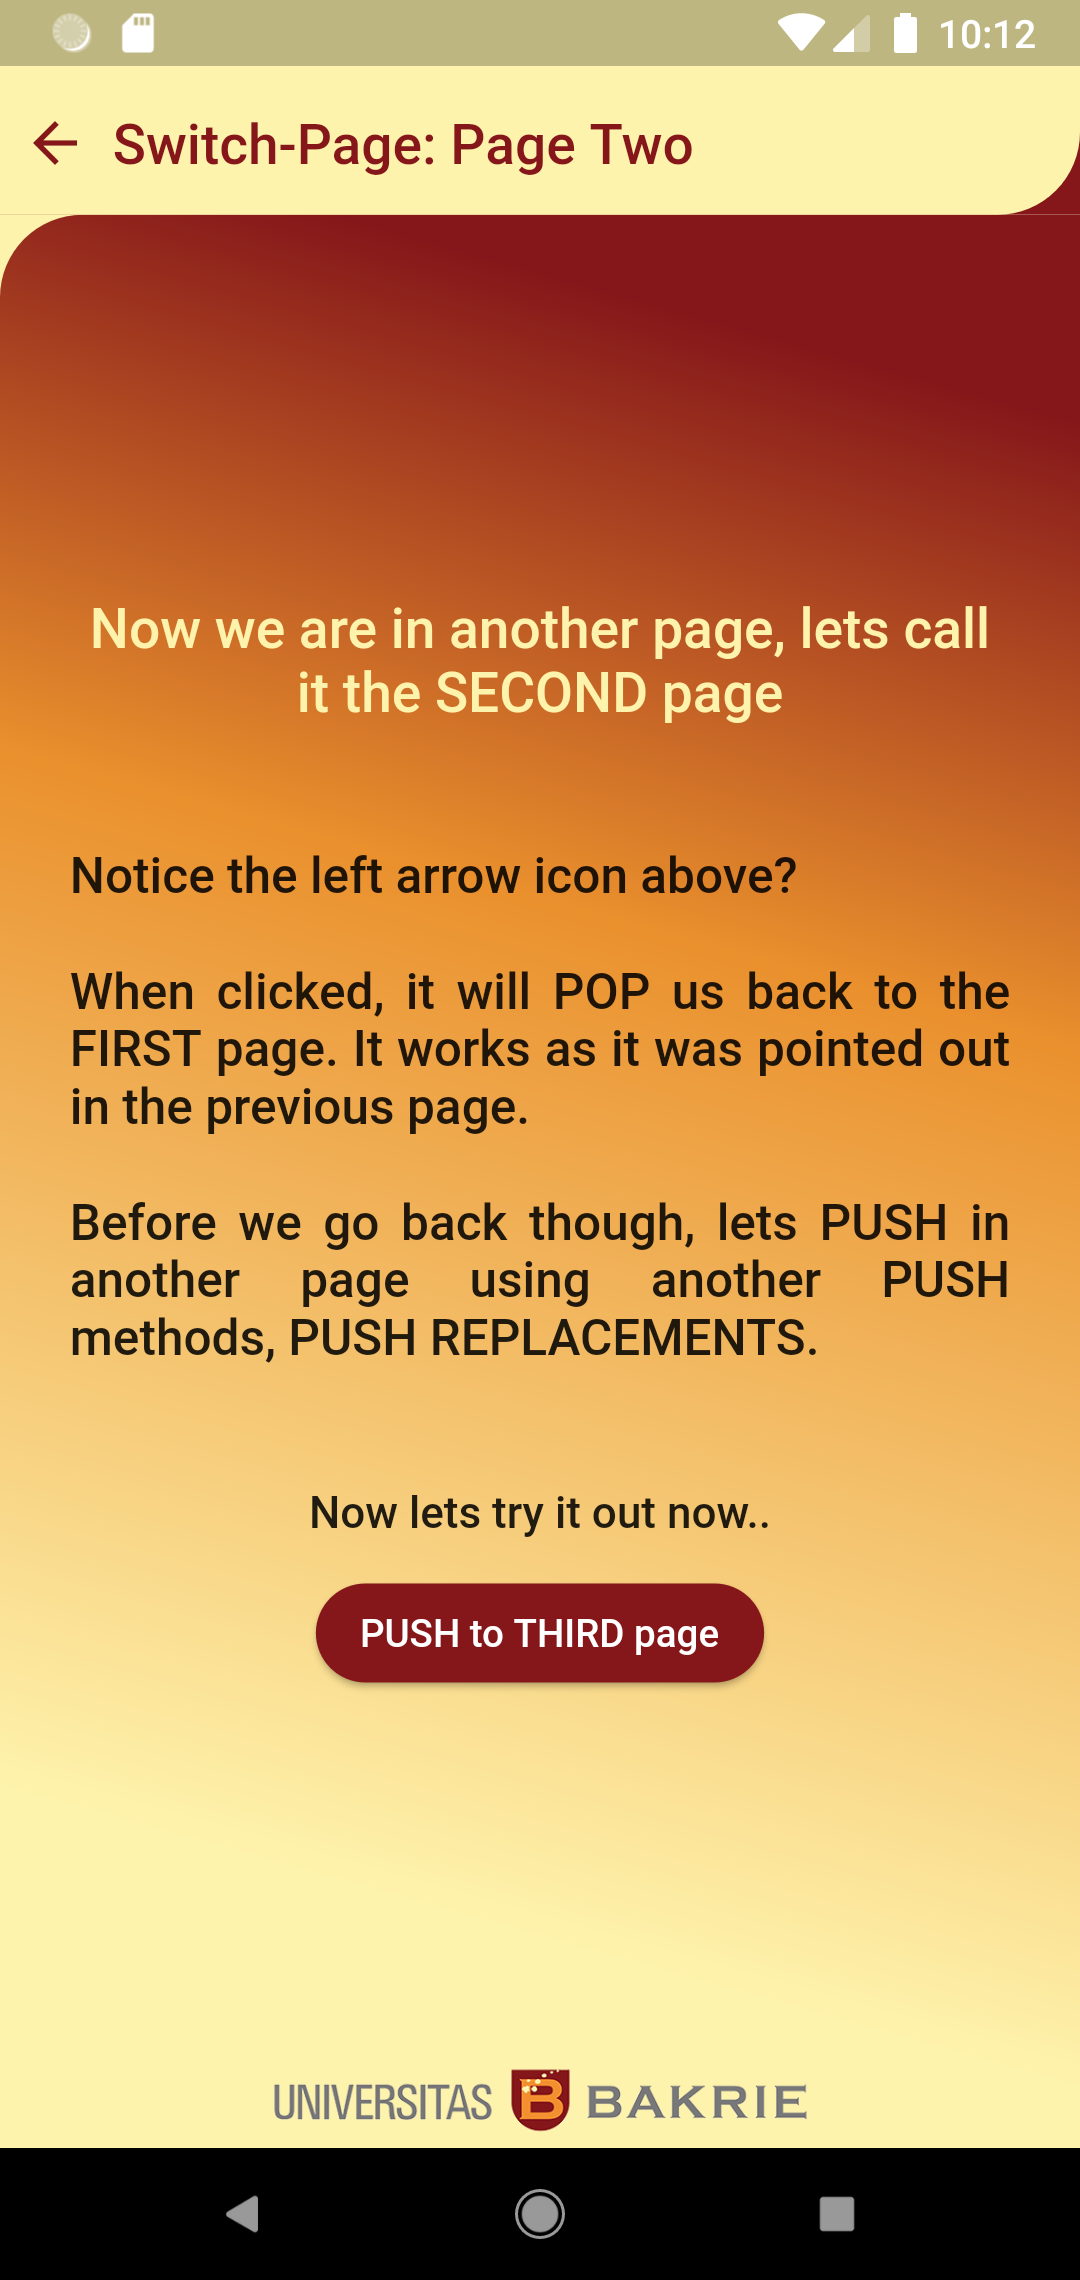 10:12
Switch-Page: Page Two
Now we are in another page, lets call
it the SECOND page
Notice the left arrow icon above?
When clicked, it will POP us back to the
FIRST page. It works as it was pointed out
in the previous page.
Before we go back though, lets PUSH in
another page using another PUSH
methods, PUSH REPLACEMENTS.
Now lets try it out now..
PUSH to THIRD page
UNIVERSITAS B BAKRIE